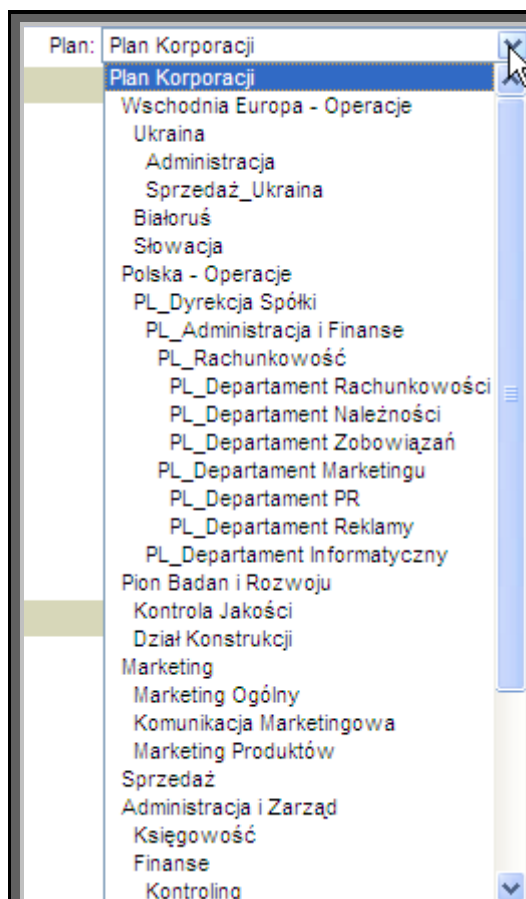 Plan: Plan Korporacji
Plan Korporacji
Wschodnia Europa - Operacje
Ukraina
Administracja
Sprzedaż_Ukraina
Białoruś
Słowacja
Polska - Operacje
PL_Dyrekcja Spółki
PL_Administracja i Finanse
PL_Rachunkowość
PL_Departament Rachunkowości
PL_Departament Należności
PL_Departament Zobowiązań
PL_Departament Marketingu
PL_Departament PR
PL_Departament Reklamy
PL_Departament Informatyczny
Pion Badan i Rozwoju
Kontrola Jakości
Dział Konstrukcji
Marketing
Marketing Ogólny
Komunikacja Marketingowa
Marketing Produktów
Sprzedaż
Administracja i Zarząd
Księgowość
Finanse
Kontroling